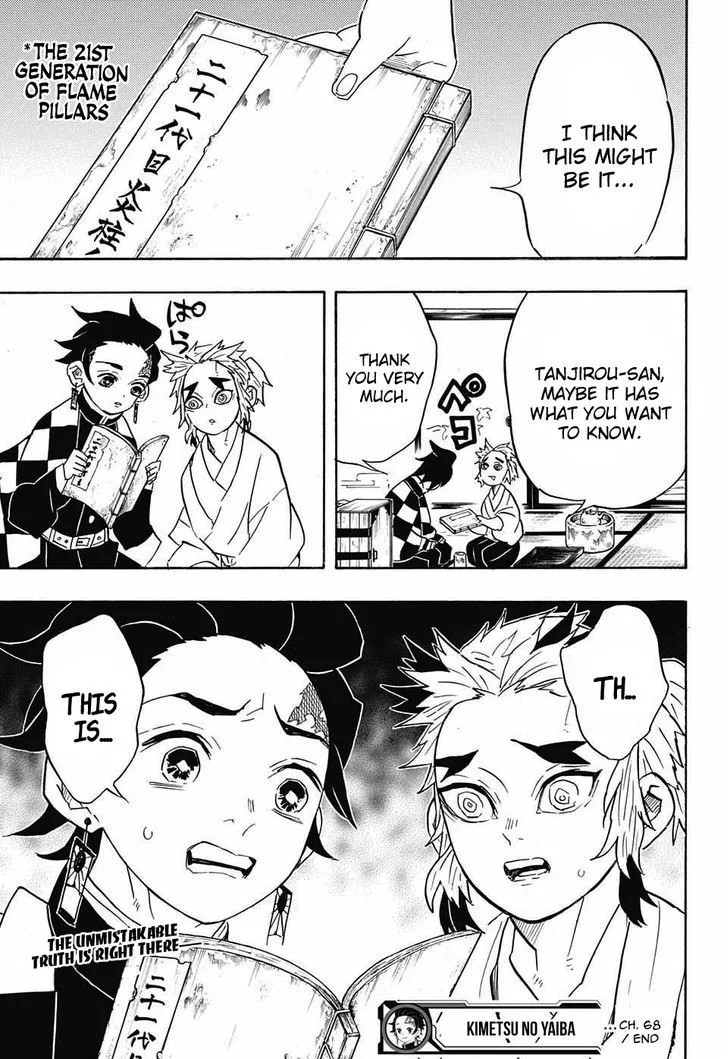 *THE 21ST
GENERATION
OF FLAME
PILLARS
二十一代目炎柱
I THINK
THIS MIGHT
BE IT...
TANJIROU-SAN,
MAYBE IT HAS
WHAT YOU WANT
TO KNOW.
THANK
YOU VERY
MUCH.
ペコ
ぱら
TH...
THIS
IS....
THE UNMISTAKABLE
TRUTH IS RIGHT THERE
二十一代
KIMETSU NO YAIBA
...CH. 68
/ END